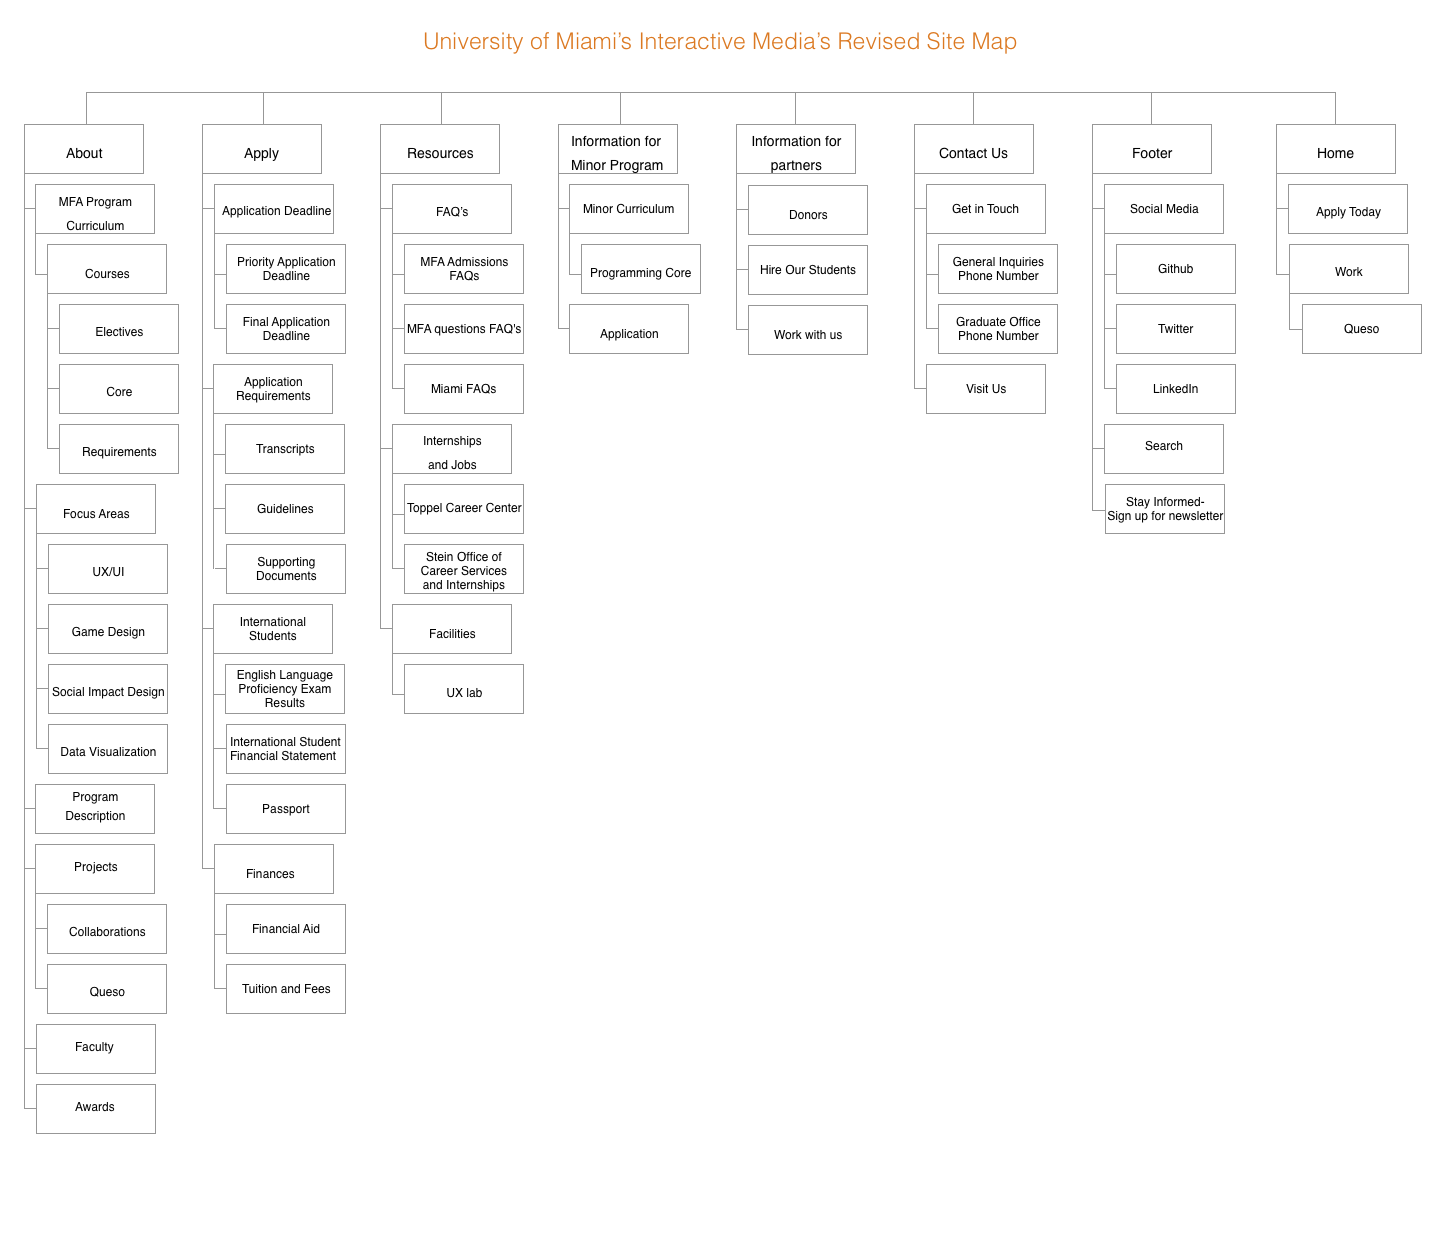 University of Miami's Interactive Media's Revised Site Map
About
MFA Program
Curriculum
Courses
Electives
Core
Requirements
Focus Areas
UX/UI
Game Design
Social Impact Design
Data Visualization
Program
Description
Projects
Collaborations
Queso
Faculty
Awards
Apply
Application Deadline
Priority Application
Deadline
Final Application
Deadline
Application
Requirements
Transcripts
Guidelines
Supporting
Documents
International
Students
English Language
Proficiency Exam
Results
International Student
Financial Statement
Passport
Finances
Financial Aid
Tuition and Fees
Resources
FAQ's
MFA Admissions
FAQs
MFA questions FAQ's
Miami FAQs
Internships
and Jobs
Toppel Career Center
Stein Office of
Career Services
and Internships
Facilities
UX lab
Information for
Minor Program
Minor Curriculum
Programming Core
Application
Information for
partners
Donors
Hire Our Students
Work with us
Contact Us
Get in Touch
General Inquiries
Phone Number
Graduate Office
Phone Number
Visit Us
Footer
Social Media
Github
Twitter
LinkedIn
Search
Stay Informed-
Sign up for newsletter
Home
Apply Today
Work
Queso